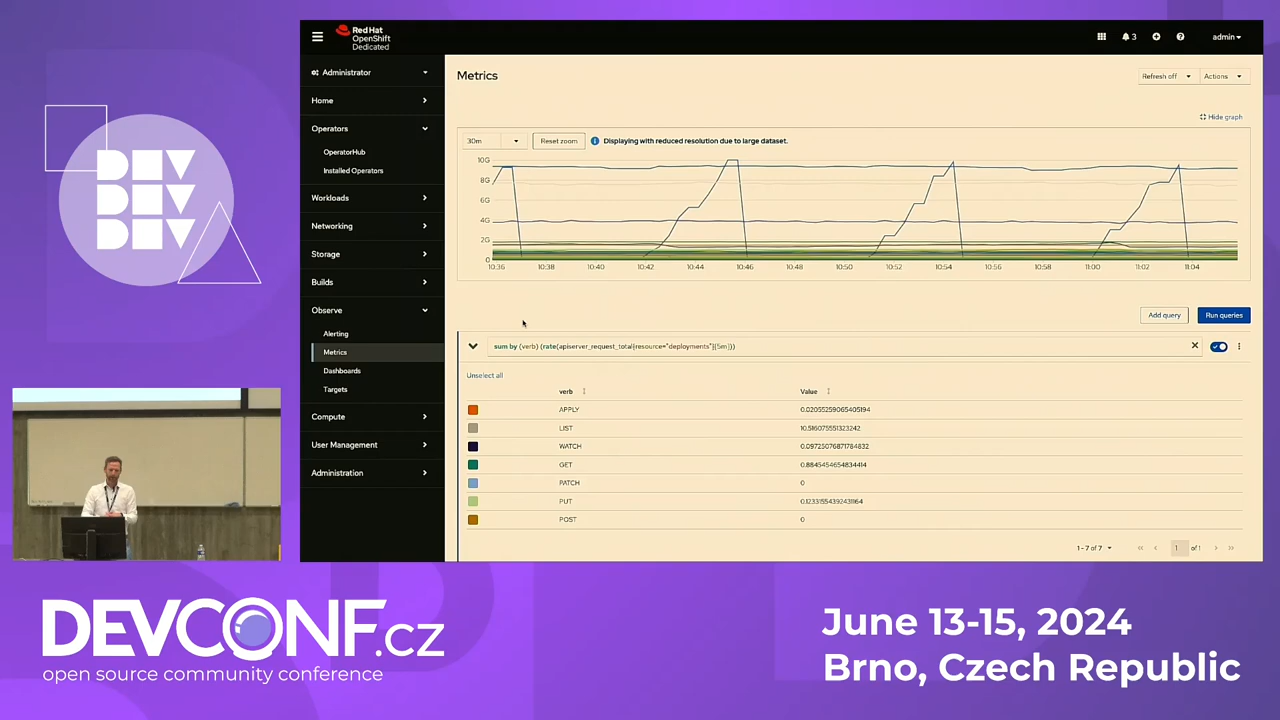 Red Hat
OpenShift
Dedicated
3
admin
Administrator
Home
Operators
OperatorHub
Installed Operators
Workloads
Networking
Storage
Builds
Observe
Alerting
Metrics
Dashboards
Targets
Compute
User Management
Administration
Metrics
Refresh off
Actions
Hide graph
30m
Reset zoom
Displaying with reduced resolution due to large dataset.
10G
8G
6G
4G
2G
0
10:36 10:38 10:40 10:42 10:44 10:46 10:48 10:50 10:52 10:54 10:56 10:58 11:00 11:02 11:04
Add query
Run queries
sum by (verb) (rate(apiserver_request_total{resource="deployments"}[5m]))
Unselect all
verb Value
APPLY 0.02055259065405194
LIST 10.516075551323242
WATCH 0.09725076871784832
GET 0.8845454654834414
PATCH 0
PUT 0.12331554392431164
POST 0
1 - 7 of 7
1 of 1
DEV
DEV
DEV
DEVCONF.cz
open source community conference
June 13-15, 2024
Brno, Czech Republic